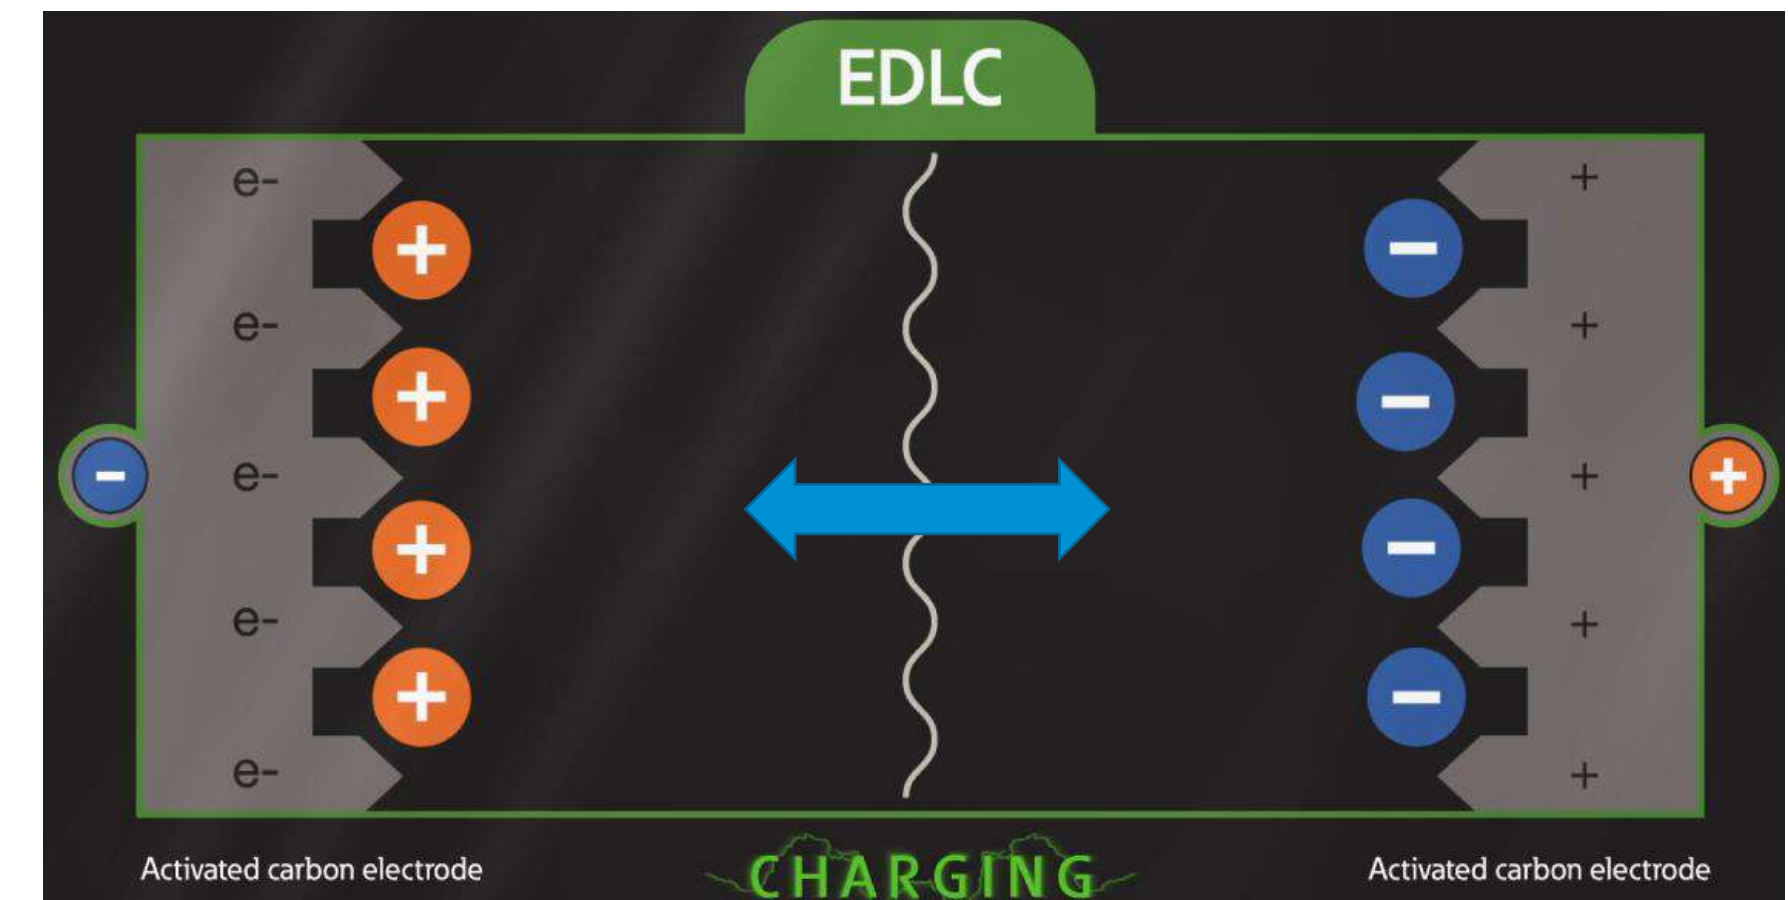 EDLC
e- +
+ −
e- +
+ −
- e- + +
+ −
e- +
+ −
e- +
Activated carbon electrode
CHARGING
Activated carbon electrode